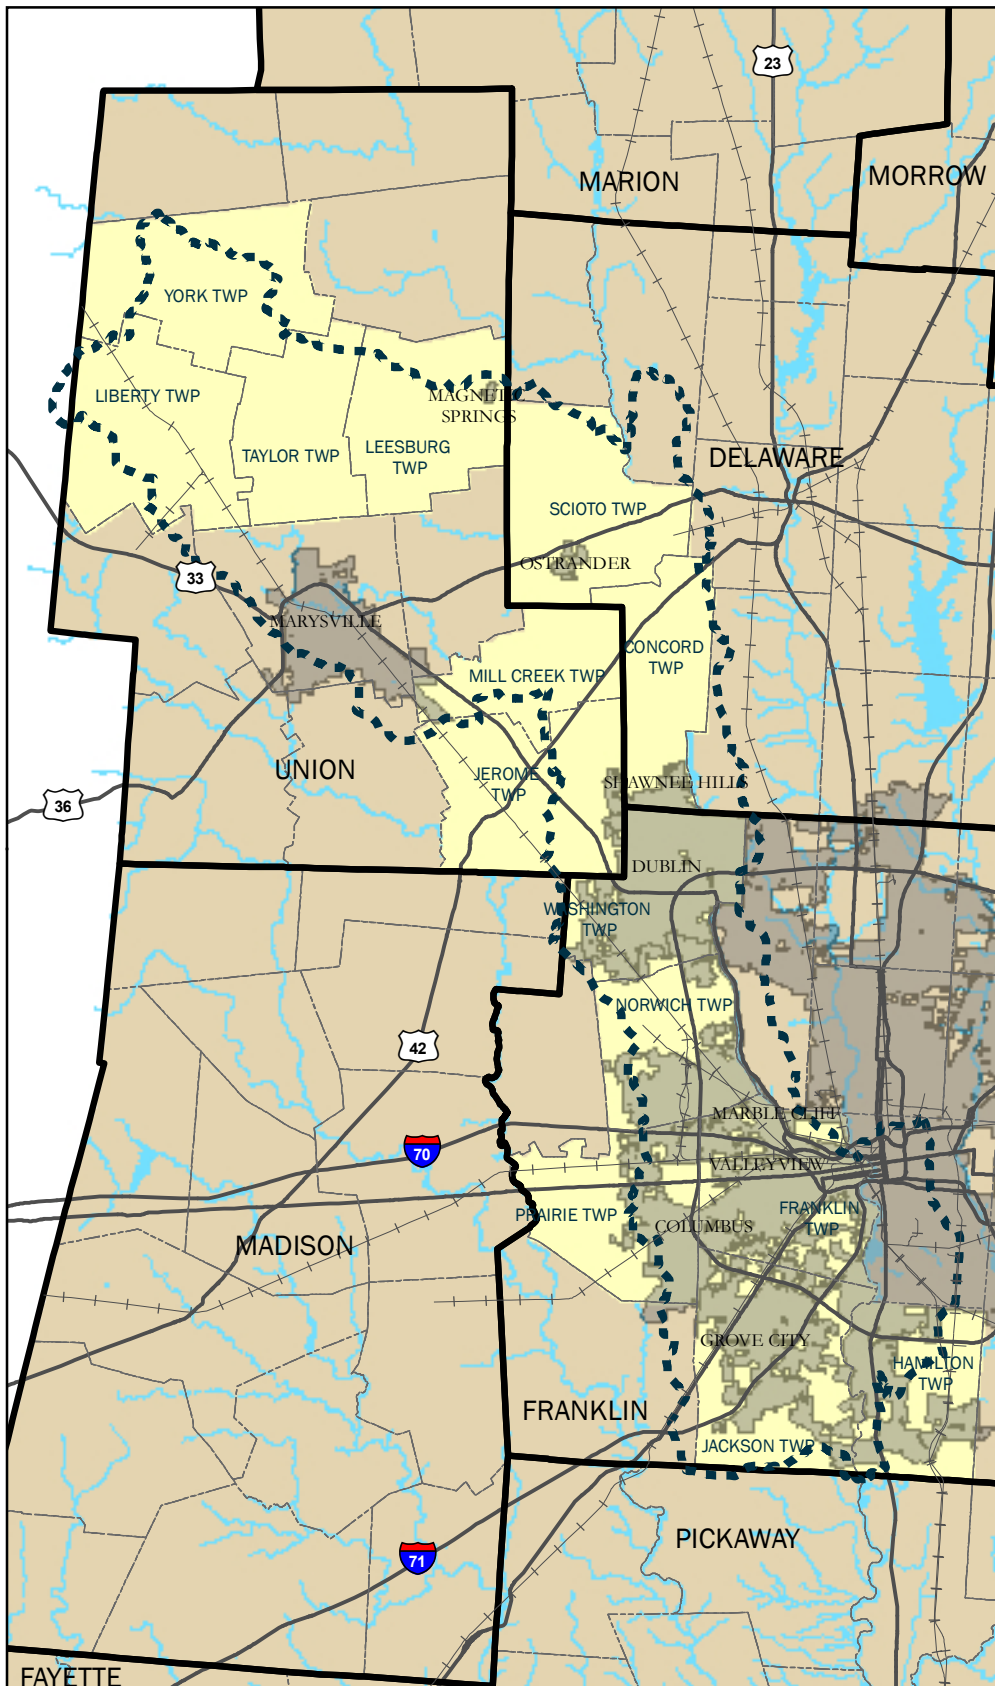 23
MARION
MORROW
YORK TWP
LIBERTY TWP
MAGNETIC
SPRINGS
TAYLOR TWP
LEESBURG
TWP
DELAWARE
SCIOTO TWP
OSTRANDER
33
MARYSVILLE
CONCORD
TWP
MILL CREEK TWP
UNION
JEROME
TWP
SHAWNEE HILLS
36
DUBLIN
WASHINGTON
TWP
NORWICH TWP
42
MARBLE CLIFF
70
VALLEYVIEW
PRAIRIE TWP
FRANKLIN
TWP
COLUMBUS
MADISON
GROVE CITY
HAMILTON
TWP
FRANKLIN
JACKSON TWP
PICKAWAY
71
FAYETTE